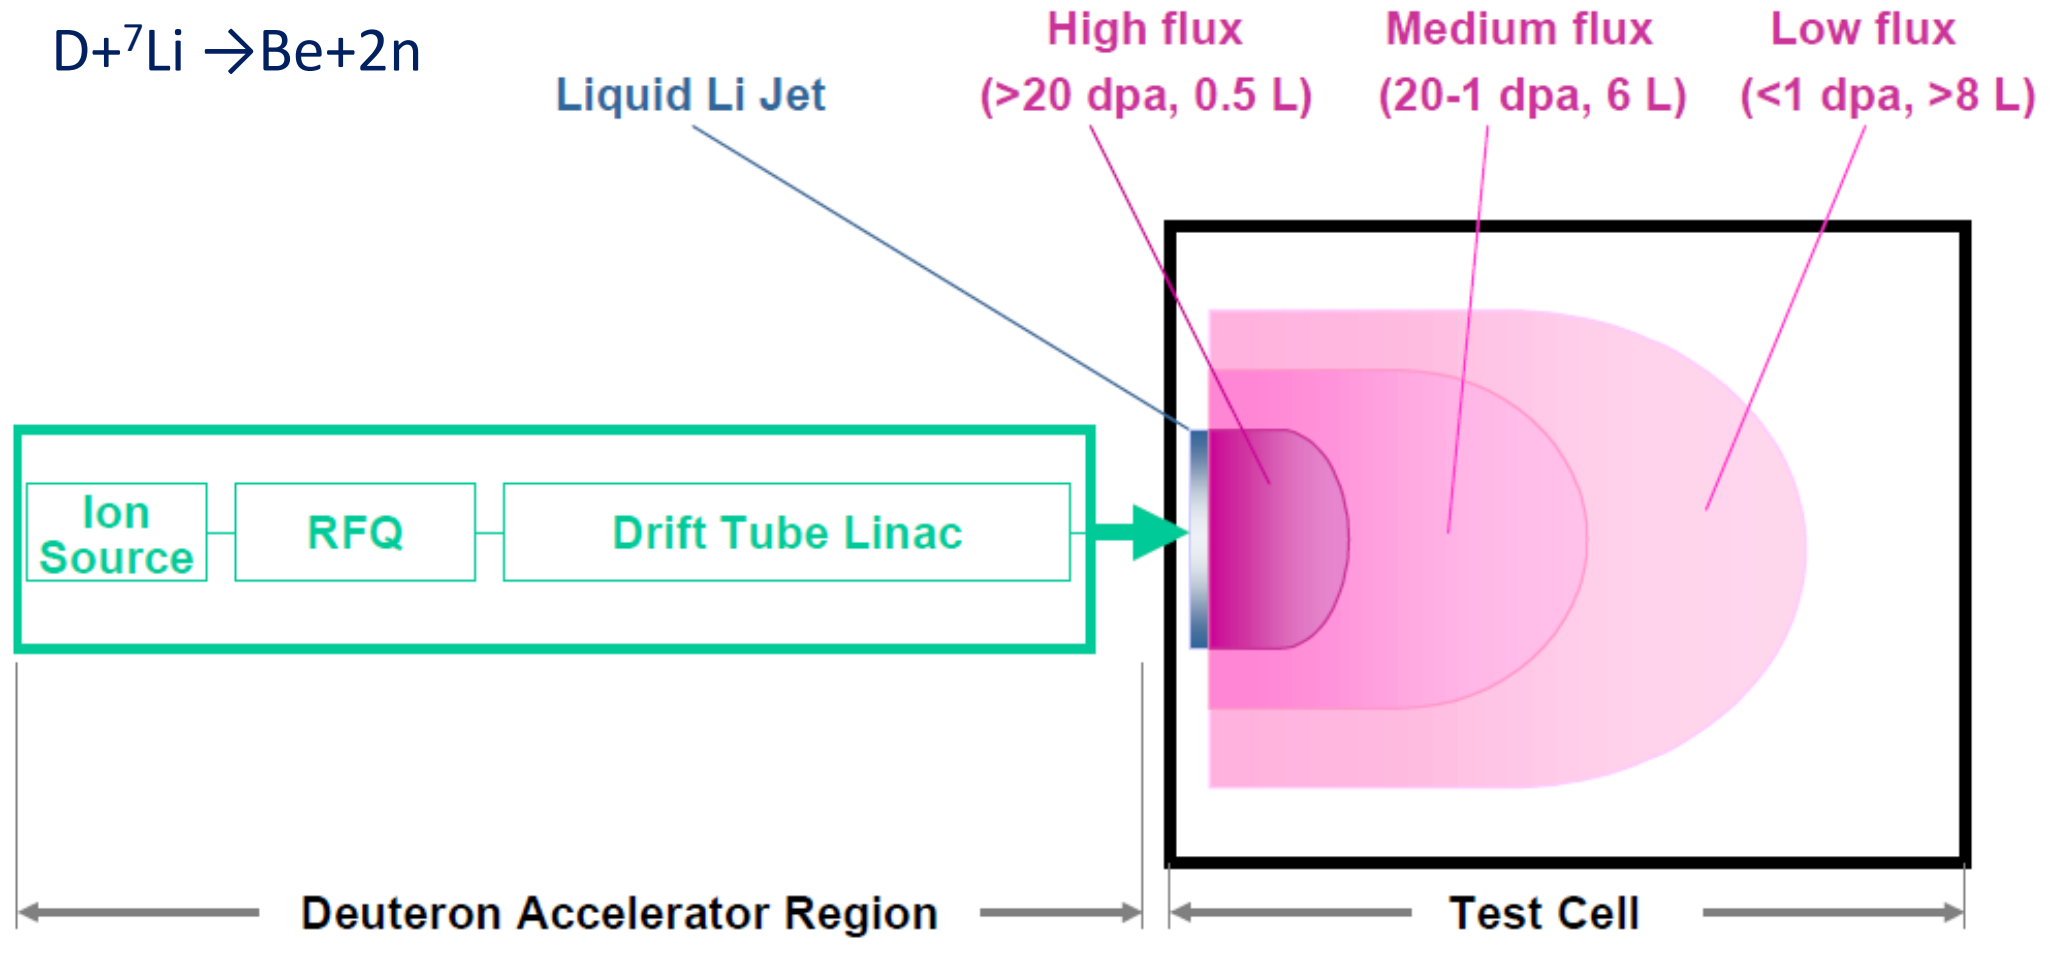 D+⁷Li →Be+2n
High flux
(>20 dpa, 0.5 L)
Medium flux
(20-1 dpa, 6 L)
Low flux
(<1 dpa, >8 L)
Liquid Li Jet
Ion
Source
RFQ
Drift Tube Linac
Deuteron Accelerator Region
Test Cell